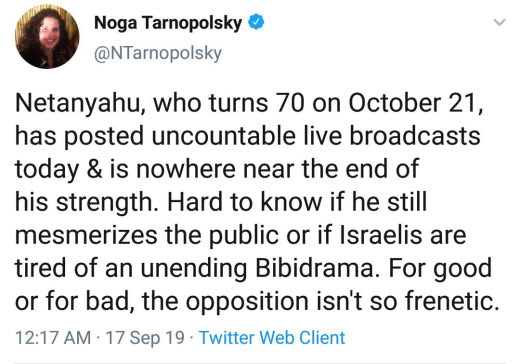 Noga Tarnopolsky
@NTarnopolsky
Netanyahu, who turns 70 on October 21,
has posted uncountable live broadcasts
today & is nowhere near the end of
his strength. Hard to know if he still
mesmerizes the public or if Israelis are
tired of an unending Bibidrama. For good
or for bad, the opposition isn't so frenetic.
12:17 AM · 17 Sep 19 · Twitter Web Client